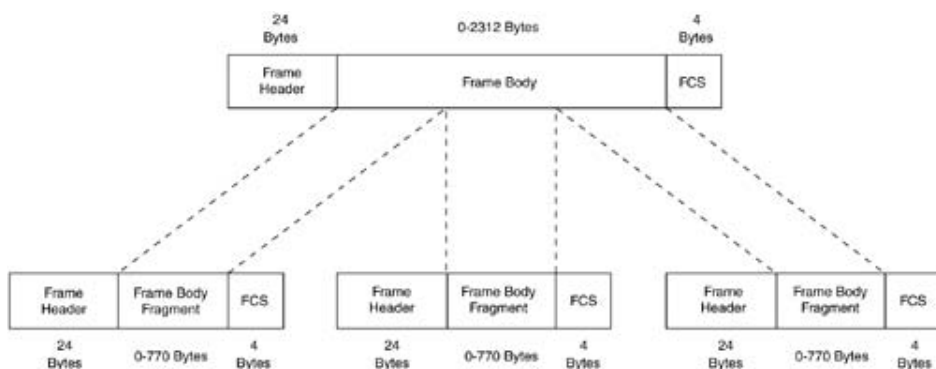 24
Bytes
0-2312 Bytes
4
Bytes
Frame
Header
Frame Body
FCS
Frame
Header
Frame Body
Fragment
FCS
Frame
Header
Frame Body
Fragment
FCS
Frame
Header
Frame Body
Fragment
FCS
24
Bytes
0-770 Bytes
4
Bytes
24
Bytes
0-770 Bytes
4
Bytes
24
Bytes
0-770 Bytes
4
Bytes